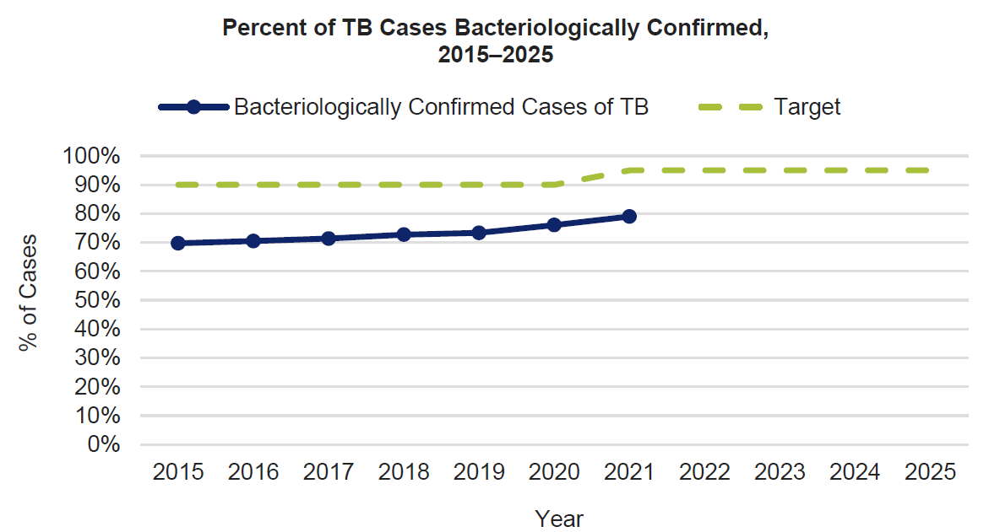 Percent of TB Cases Bacteriologically Confirmed,
2015–2025
Bacteriologically Confirmed Cases of TB Target
100%
90%
80%
70%
60%
50%
40%
30%
20%
10%
0%
% of Cases
2015 2016 2017 2018 2019 2020 2021 2022 2023 2024 2025
Year